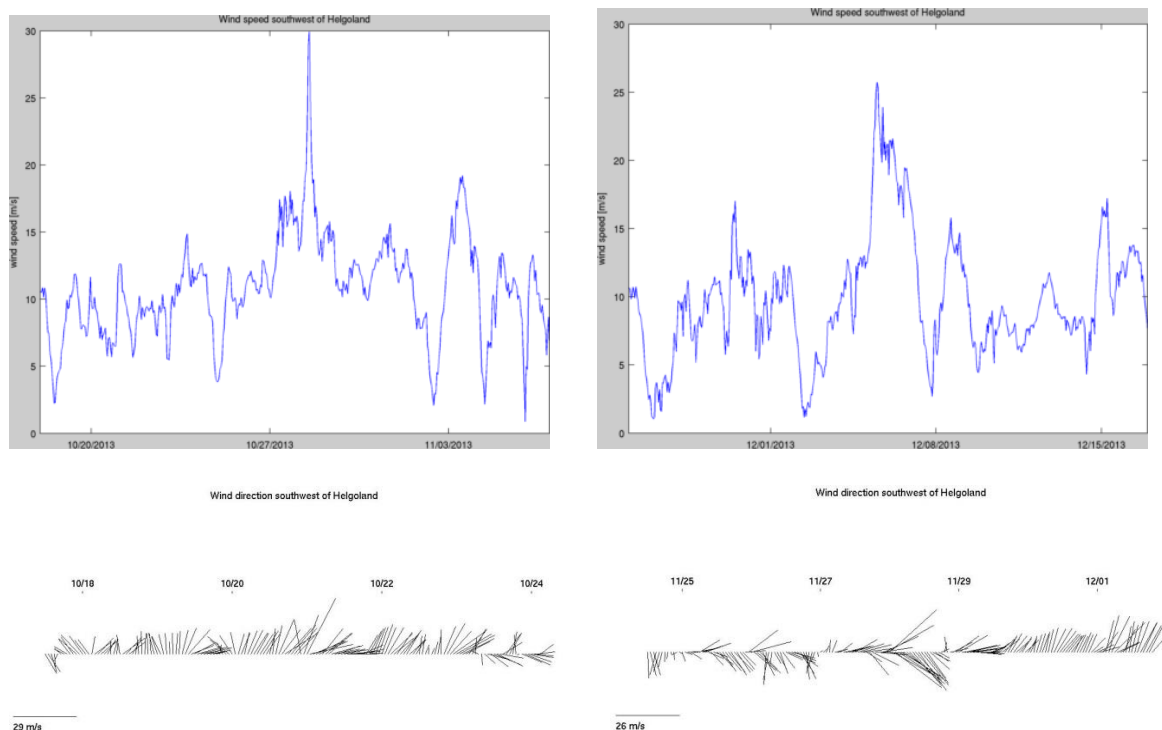 Wind speed southwest of Helgoland
30
25
20
15
10
5
0
wind speed [m/s]
10/20/2013 10/27/2013 11/03/2013
Wind speed southwest of Helgoland
30
25
20
15
10
5
0
wind speed [m/s]
12/01/2013 12/08/2013 12/15/2013
Wind direction southwest of Helgoland
10/18 10/20 10/22 10/24
29 m/s
Wind direction southwest of Helgoland
11/25 11/27 11/29 12/01
26 m/s